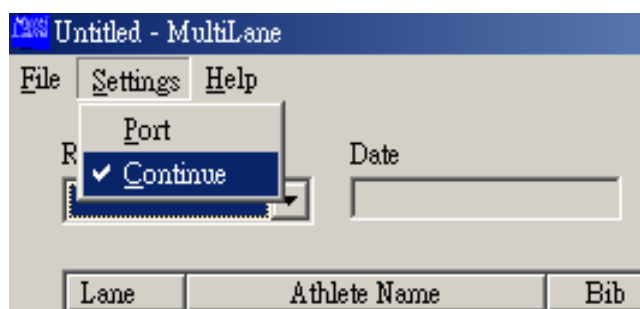 Untitled - MultiLane
File Settings Help
Port
R Date
Continue
Lane Athlete Name Bib